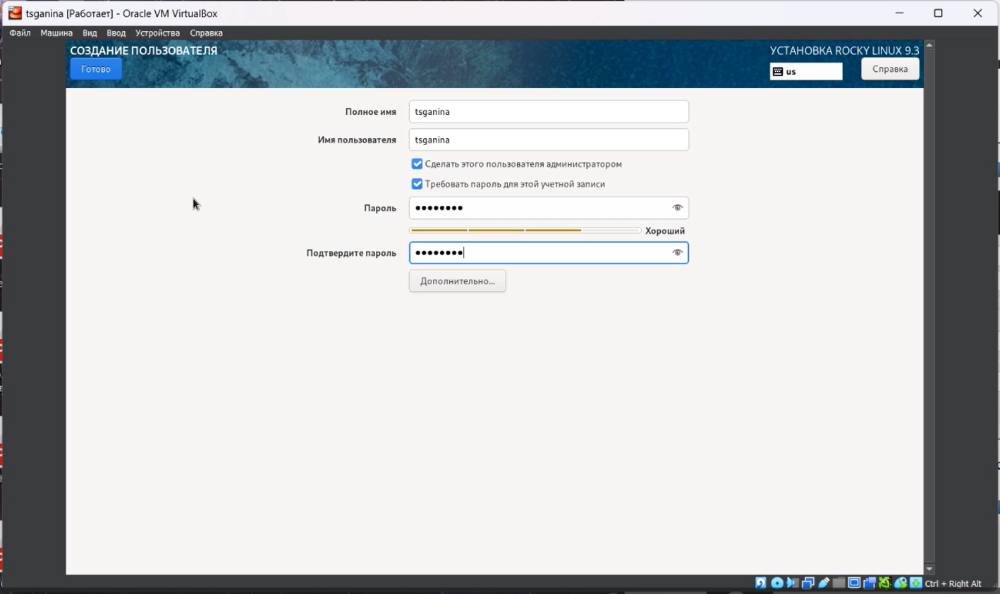 tsganina [Работает] - Oracle VM VirtualBox
Файл Машина Вид Ввод Устройства Справка
СОЗДАНИЕ ПОЛЬЗОВАТЕЛЯ
УСТАНОВКА ROCKY LINUX 9.3
Готово
us
Справка
Полное имя
tsganina
Имя пользователя
tsganina
Сделать этого пользователя администратором
Требовать пароль для этой учетной записи
Пароль
●●●●●●●●
Хороший
Подтвердите пароль
●●●●●●●●
Дополнительно...
Ctrl + Right Alt